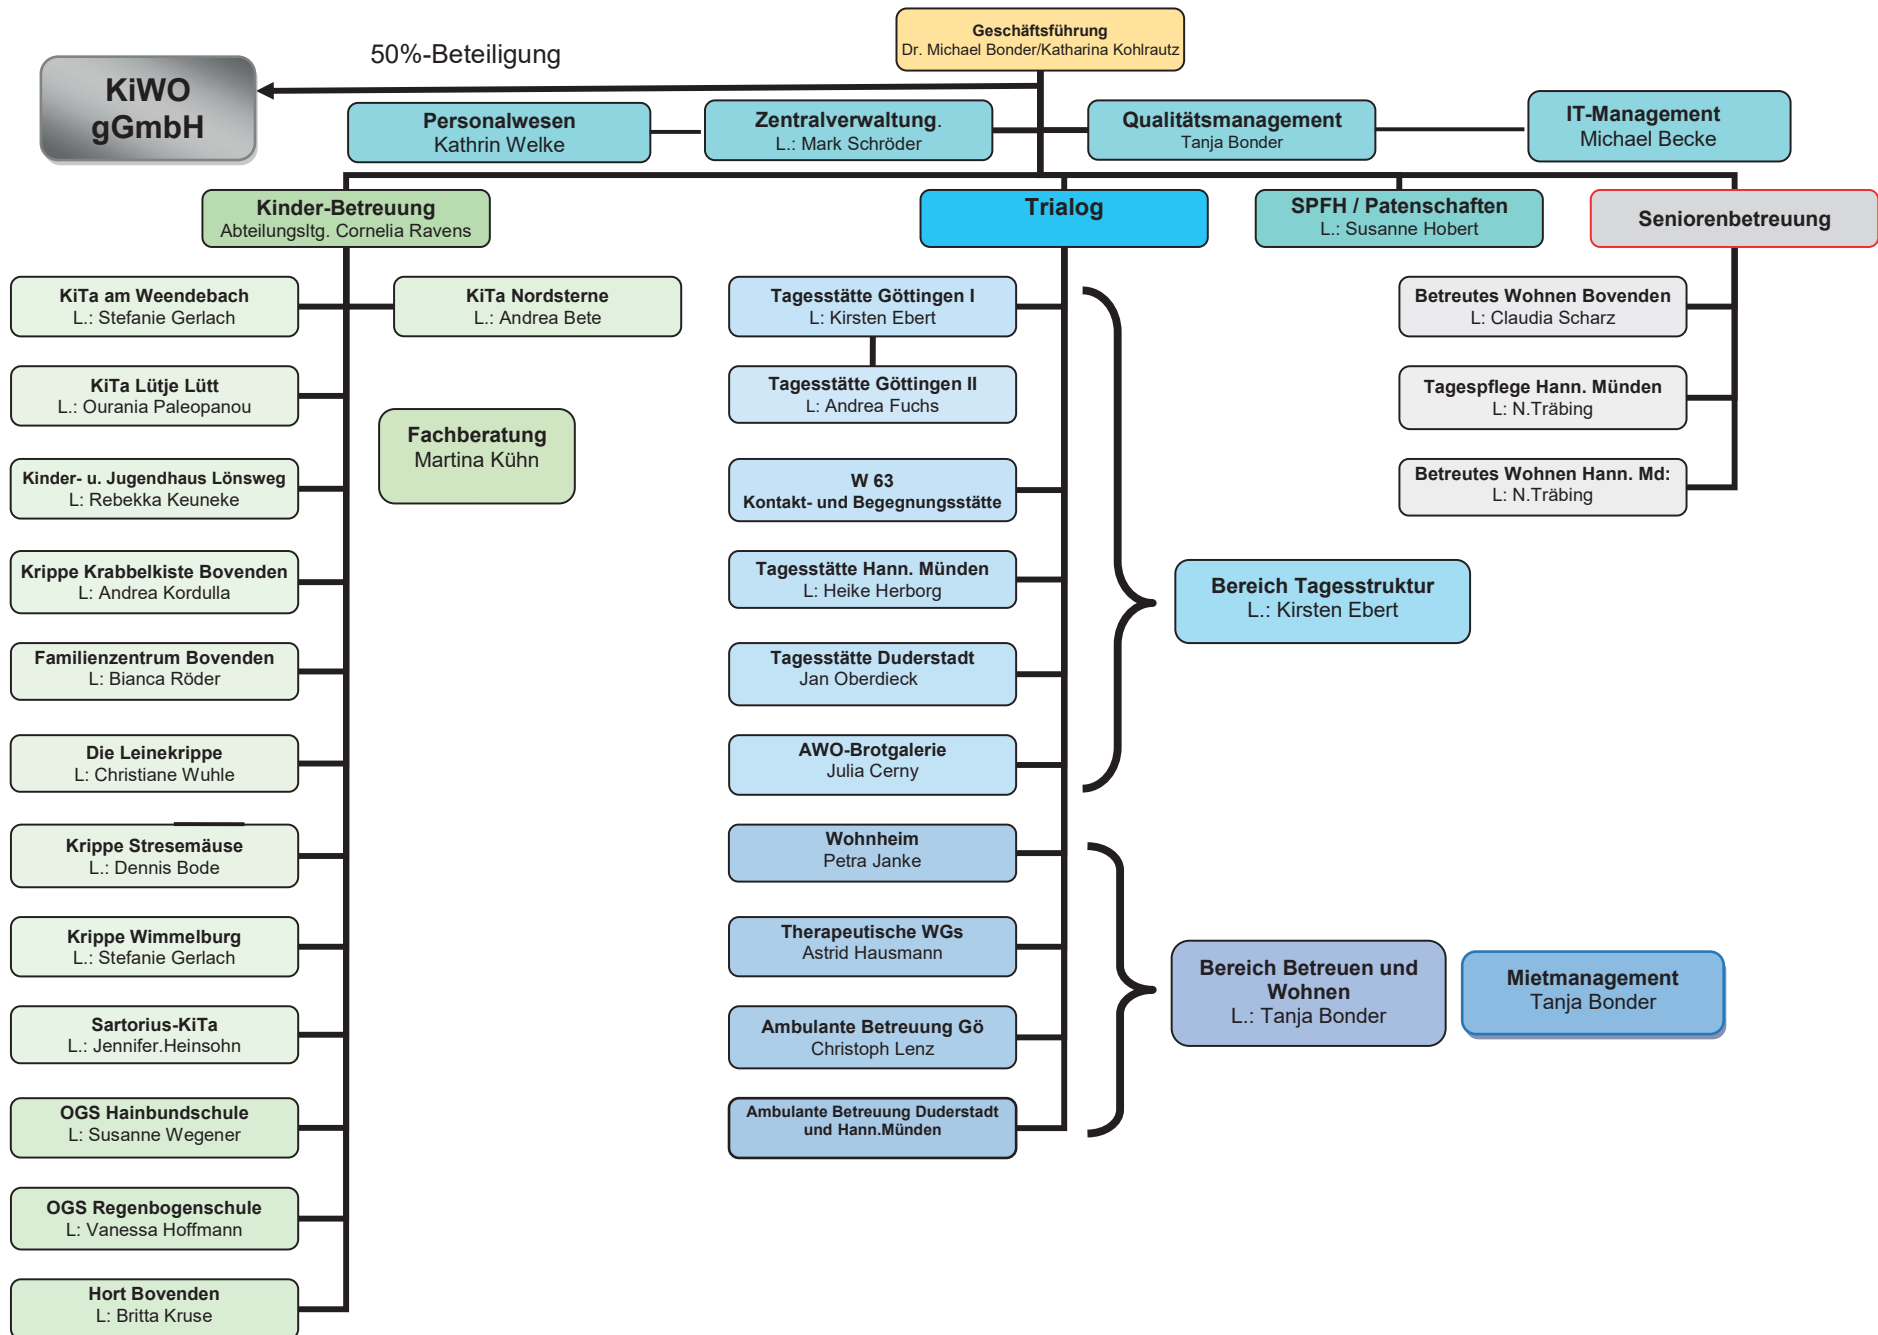 Geschäftsführung
Dr. Michael Bonder/Katharina Kohlrautz
50%-Beteiligung
KiWO
gGmbH
Personalwesen
Kathrin Welke
Zentralverwaltung.
L.: Mark Schröder
Qualitätsmanagement
Tanja Bonder
IT-Management
Michael Becke
Kinder-Betreuung
Abteilungsltg. Cornelia Ravens
Trialog
SPFH / Patenschaften
L.: Susanne Hobert
Seniorenbetreuung
KiTa am Weendebach
L.: Stefanie Gerlach
KiTa Nordsterne
L.: Andrea Bete
KiTa Lütje Lütt
L.: Ourania Paleopanou
Fachberatung
Martina Kühn
Kinder- u. Jugendhaus Lönsweg
L: Rebekka Keuneke
Krippe Krabbelkiste Bovenden
L: Andrea Kordulla
Familienzentrum Bovenden
L: Bianca Röder
Die Leinekrippe
L: Christiane Wuhle
Krippe Stresemäuse
L.: Dennis Bode
Krippe Wimmelburg
L.: Stefanie Gerlach
Sartorius-KiTa
L.: Jennifer.Heinsohn
OGS Hainbundschule
L: Susanne Wegener
OGS Regenbogenschule
L: Vanessa Hoffmann
Hort Bovenden
L: Britta Kruse
Tagesstätte Göttingen I
L: Kirsten Ebert
Tagesstätte Göttingen II
L: Andrea Fuchs
W 63
Kontakt- und Begegnungsstätte
Tagesstätte Hann. Münden
L: Heike Herborg
Tagesstätte Duderstadt
Jan Oberdieck
AWO-Brotgalerie
Julia Cerny
Wohnheim
Petra Janke
Therapeutische WGs
Astrid Hausmann
Ambulante Betreuung Gö
Christoph Lenz
Ambulante Betreuung Duderstadt
und Hann.Münden
Bereich Tagesstruktur
L.: Kirsten Ebert
Bereich Betreuen und
Wohnen
L.: Tanja Bonder
Mietmanagement
Tanja Bonder
Betreutes Wohnen Bovenden
L: Claudia Scharz
Tagespflege Hann. Münden
L: N.Träbing
Betreutes Wohnen Hann. Md:
L: N.Träbing